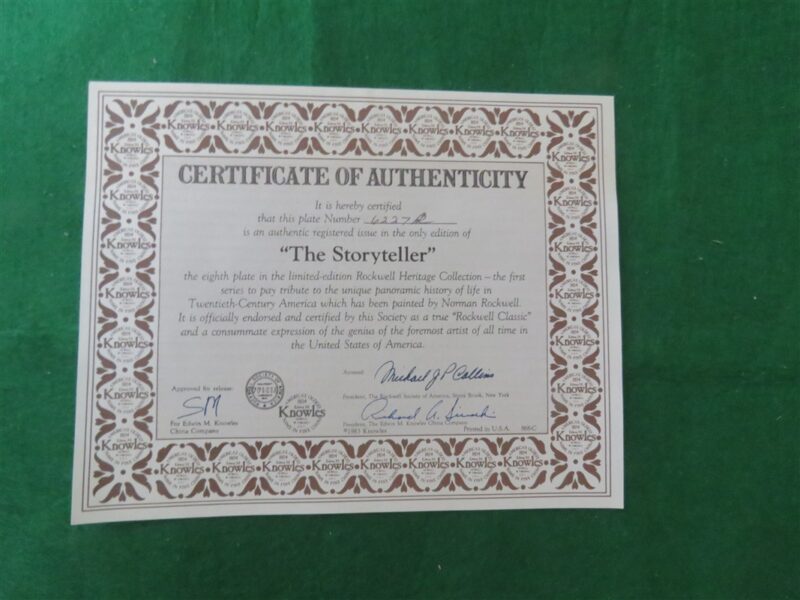 CERTIFICATE OF AUTHENTICITY
It is hereby certified
that this plate Number
is an authentic registered issue in the only edition of
"The Storyteller"
the eighth plate in the limited-edition Rockwell Heritage Collection — the first
series to pay tribute to the unique panoramic history of life in
Twentieth-Century America which has been painted by Norman Rockwell.
It is officially endorsed and certified by this Society as a true "Rockwell Classic"
and a consummate expression of the genius of the foremost artist of all time in
the United States of America.
Attested:
Michael J P Collins
President, The Rockwell Society of America, Stony Brook, New York
Approved for release:
SM
For Edwin M. Knowles
China Company
Knowles
President, The Edwin M. Knowles China Company
©1983 Knowles
Printed in U.S.A.